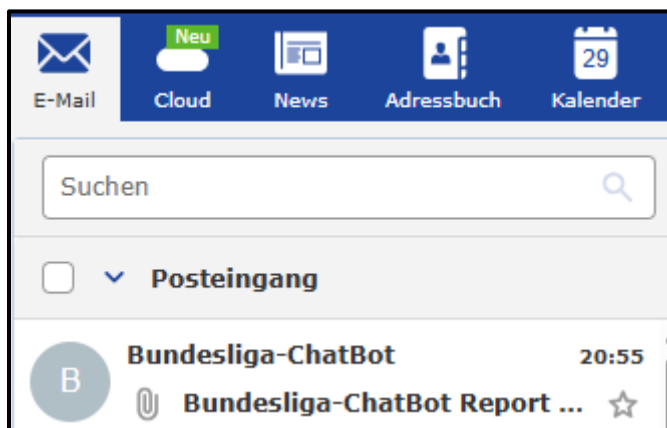 Neu
29
E-Mail Cloud News Adressbuch Kalender
Suchen
Posteingang
Bundesliga-ChatBot 20:55
B
Bundesliga-ChatBot Report ...